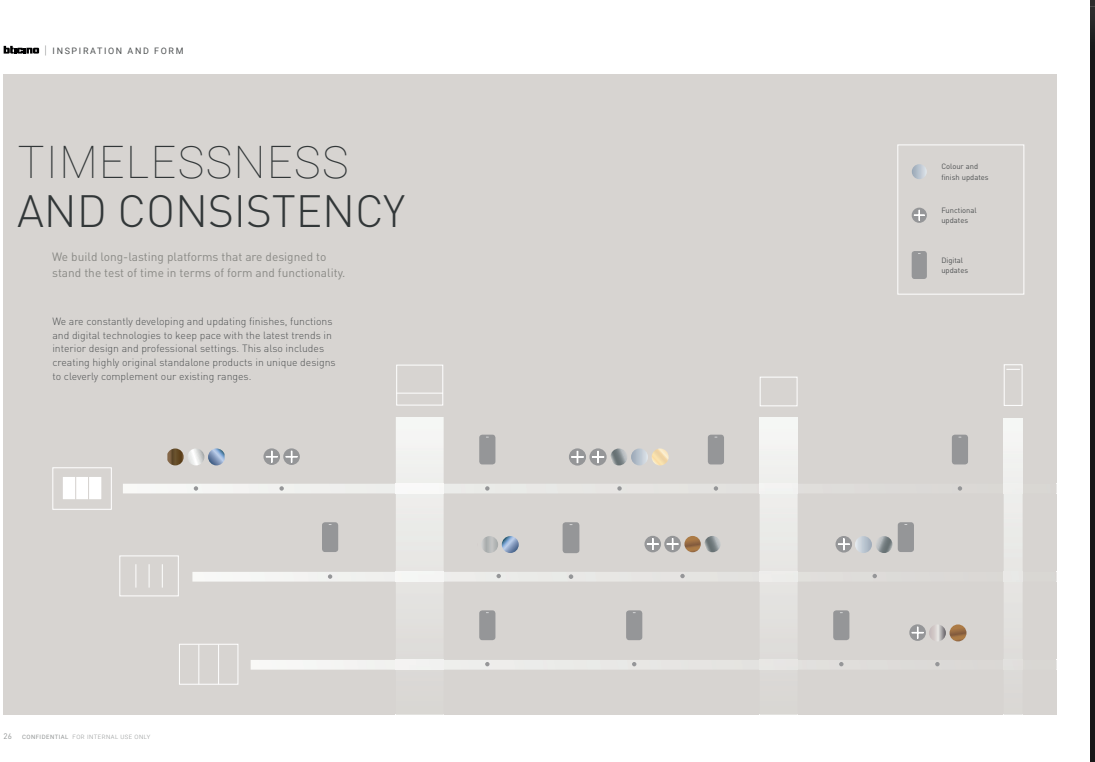 INSPIRATION AND FORM
TIMELESSNESS
AND CONSISTENCY
We build long-lasting platforms that are designed to
stand the test of time in terms of form and functionality.
We are constantly developing and updating finishes, functions
and digital technologies to keep pace with the latest trends in
interior design and professional settings. This also includes
creating highly original standalone products in unique designs
to cleverly complement our existing ranges.
Colour and
finish updates
Functional
updates
Digital
updates
26 CONFIDENTIAL FOR INTERNAL USE ONLY.